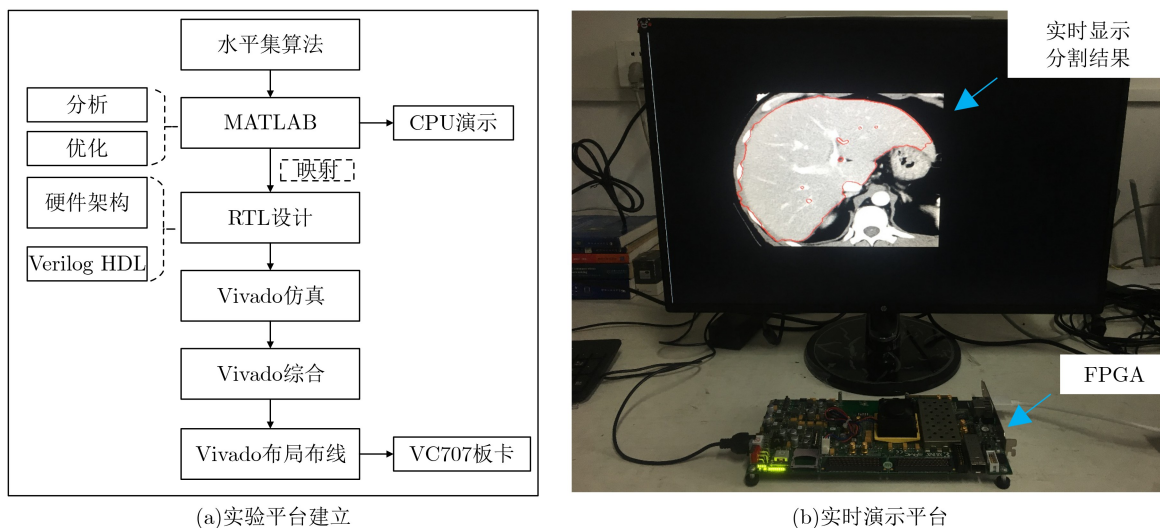 水平集算法
分析
优化
MATLAB
CPU演示
映射
硬件架构
Verilog HDL
RTL设计
Vivado仿真
Vivado综合
Vivado布局布线
VC707板卡
(a)实验平台建立
实时显示
分割结果
FPGA
(b)实时演示平台